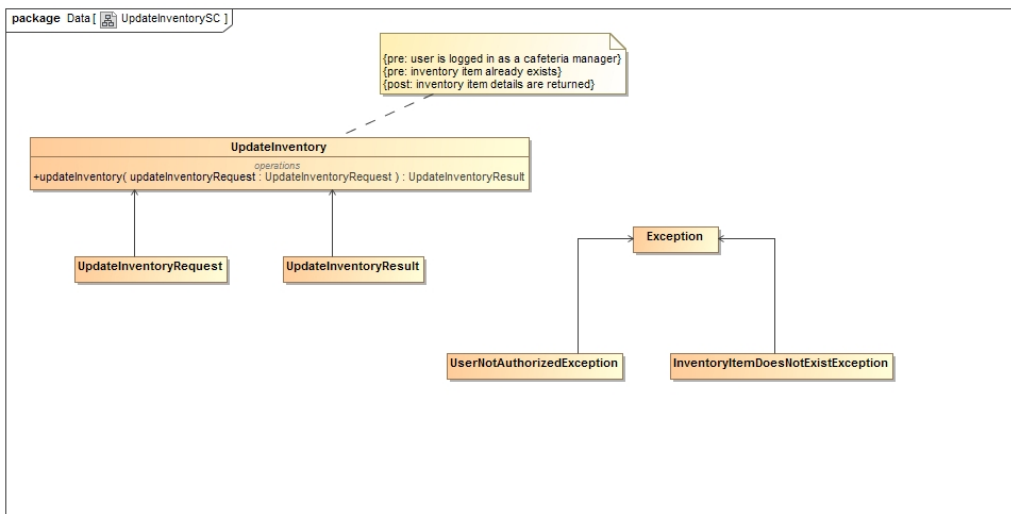 package Data [ UpdateInventorySC ]
{pre: user is logged in as a cafeteria manager}
{pre: inventory item already exists}
{post: inventory item details are returned}
UpdateInventory
operations
+updateInventory( updateInventoryRequest : UpdateInventoryRequest ) : UpdateInventoryResult
Exception
UpdateInventoryRequest
UpdateInventoryResult
UserNotAuthorizedException
InventoryItemDoesNotExistException